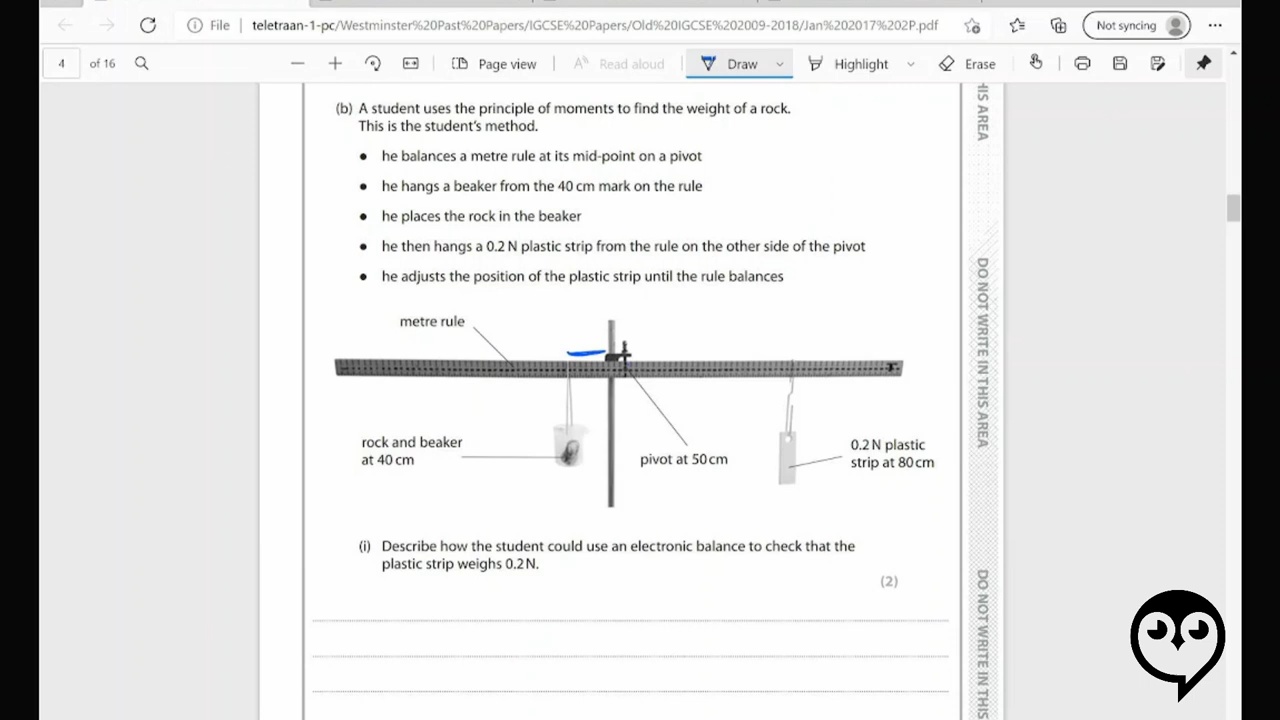 File
teletraan-1-pc/Westminster%20Past%20Papers/IGCSE%20Papers/Old%20IGCSE%202009-2018/Jan%202017%202P.pdf
Not syncing
4 of 16
Page view
Read aloud
Draw
Highlight
Erase
(b) A student uses the principle of moments to find the weight of a rock.
This is the student's method.
• he balances a metre rule at its mid-point on a pivot
• he hangs a beaker from the 40 cm mark on the rule
• he places the rock in the beaker
• he then hangs a 0.2 N plastic strip from the rule on the other side of the pivot
• he adjusts the position of the plastic strip until the rule balances
metre rule
rock and beaker
at 40 cm
pivot at 50 cm
0.2 N plastic
strip at 80 cm
(i) Describe how the student could use an electronic balance to check that the
plastic strip weighs 0.2 N.
(2)
HIS AREA
DO NOT WRITE IN THIS AREA
DO NOT WRITE IN THIS